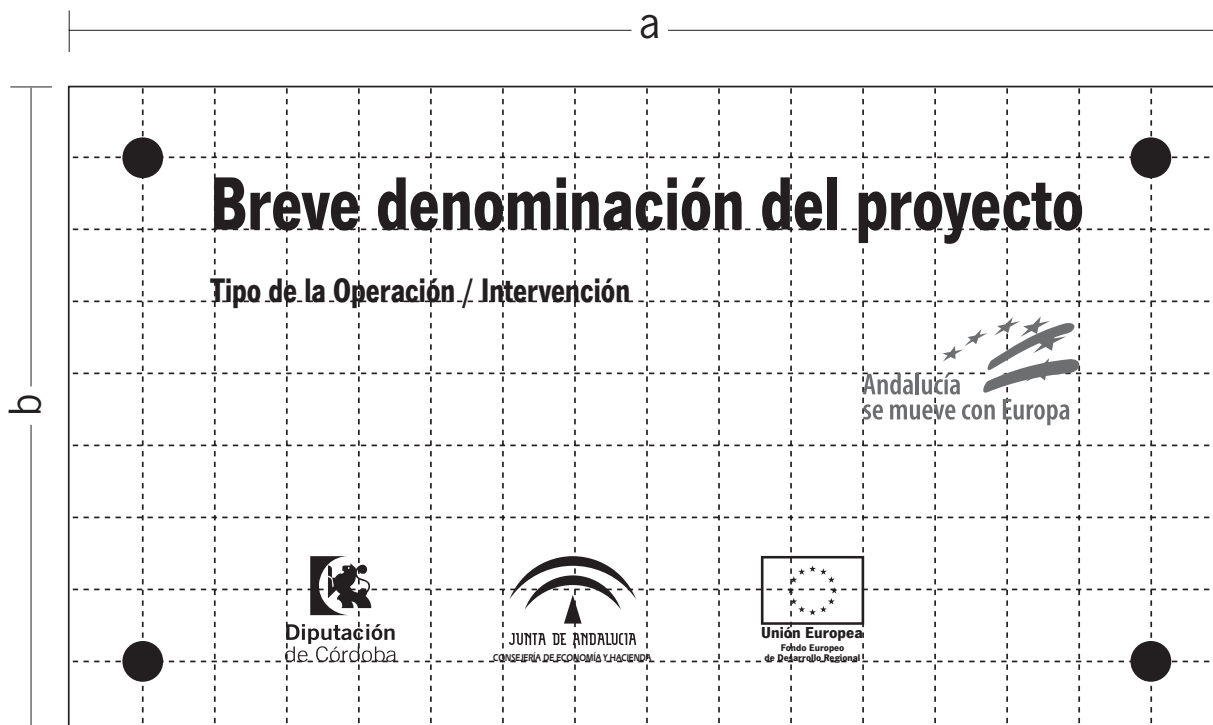 a
b
Breve denominación del proyecto
Tipo de la Operación / Intervención
Andalucía
se mueve con Europa
Diputación
de Córdoba
JUNTA DE ANDALUCIA
CONSEJERÍA DE ECONOMÍA Y HACIENDA
Unión Europea
Fondo Europeo
de Desarrollo Regional